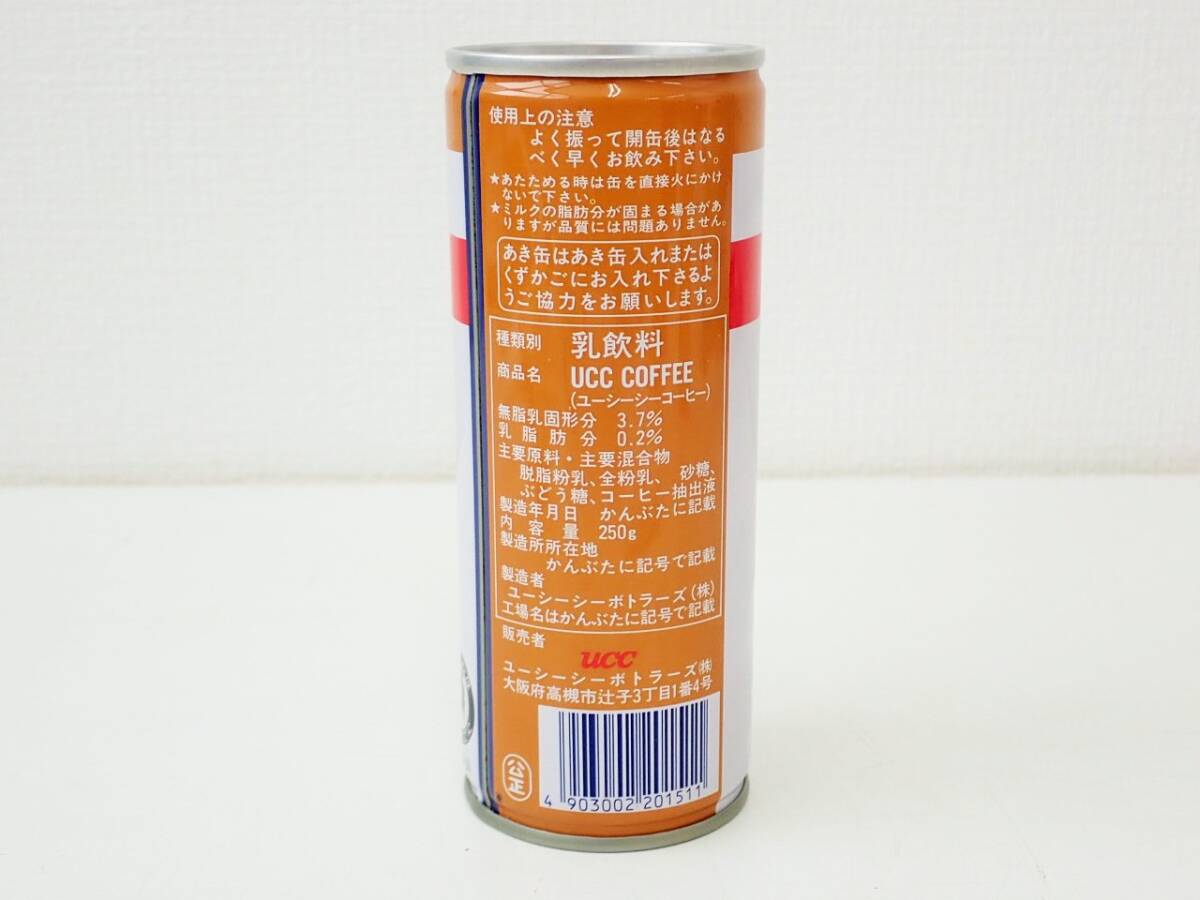 使用上の注意
よく振って開缶後はなる
べく早くお飲み下さい。
★あたためる時は缶を直接火にかけ
ないで下さい。
★ミルクの脂肪分が固まる場合があ
りますが品質には問題ありません。
あき缶はあき缶入れまたは
くずかごにお入れ下さるよ
うご協力をお願いします。
種類別 乳飲料
商品名 UCC COFFEE
(ユーシーシーコーヒー)
無脂乳固形分 3.7%
乳脂肪分 0.2%
主要原料・主要混合物
脱脂粉乳、全粉乳、 砂糖、
ぶどう糖、コーヒー抽出液
製造年月日 かんぶたに記載
内容量 250g
製造所所在地
かんぶたに記号で記載
製造者
ユーシーシーボトラーズ(株)
工場名はかんぶたに記号で記載
販売者
UCC
ユーシーシーボトラーズ(株)
大阪府高槻市辻子3丁目1番4号
公正
4 903002 201511